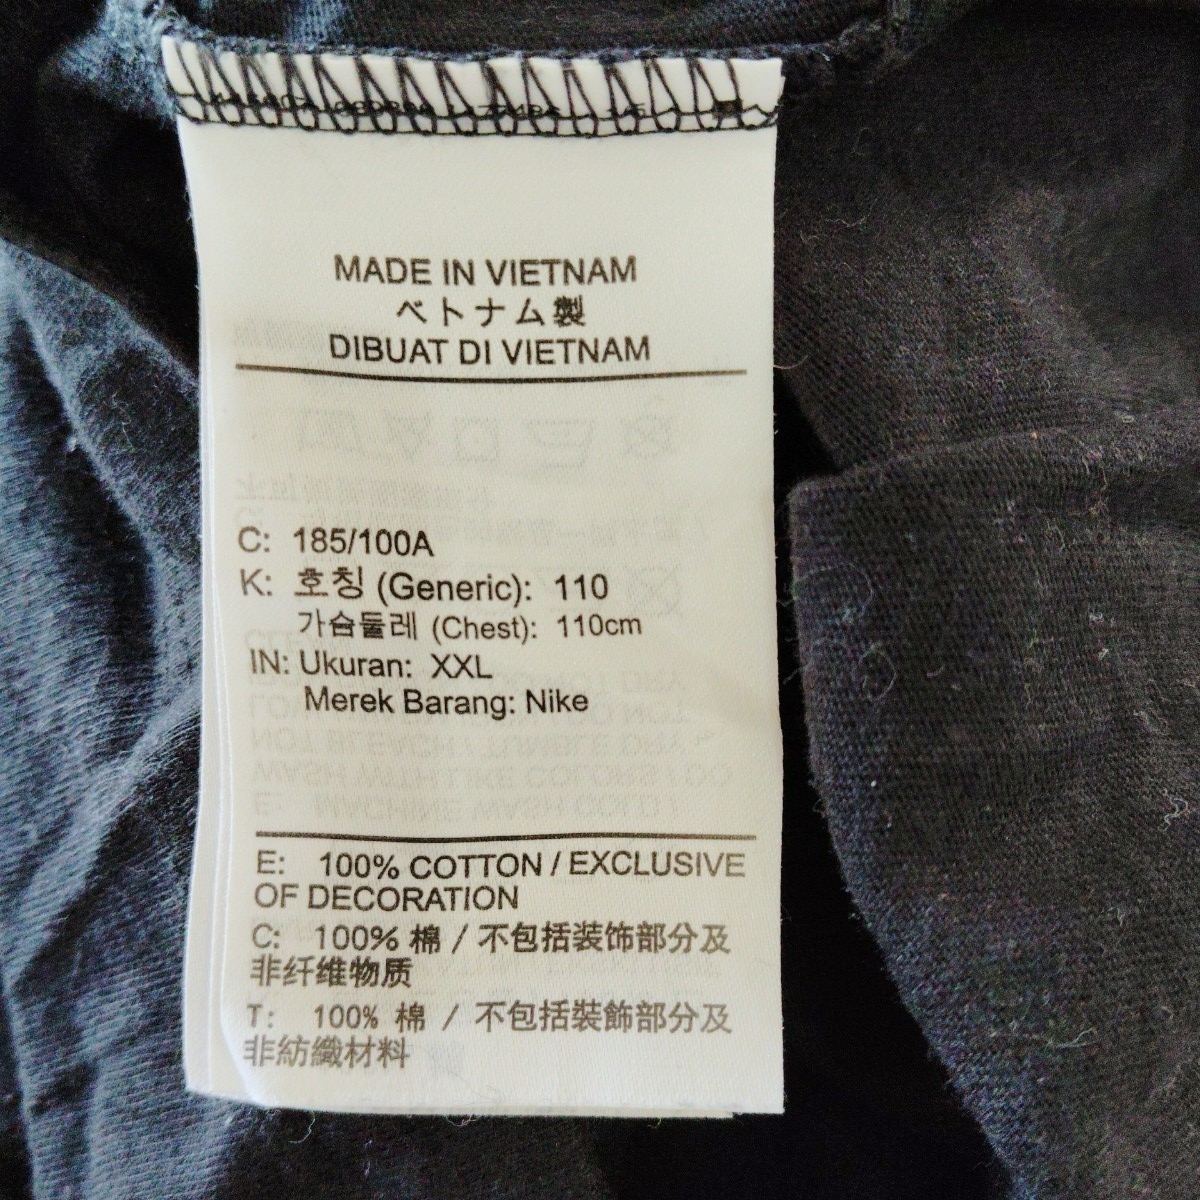 MADE IN VIETNAM
ベトナム製
DIBUAT DI VIETNAM
C: 185/100A
K: 호칭 (Generic): 110
가슴둘레 (Chest): 110cm
IN: Ukuran: XXL
Merek Barang: Nike
E: 100% COTTON / EXCLUSIVE
OF DECORATION
C: 100% 棉 / 不包括装饰部分及
非纤维物质
T: 100% 棉 / 不包括裝飾部分及
非紡織材料